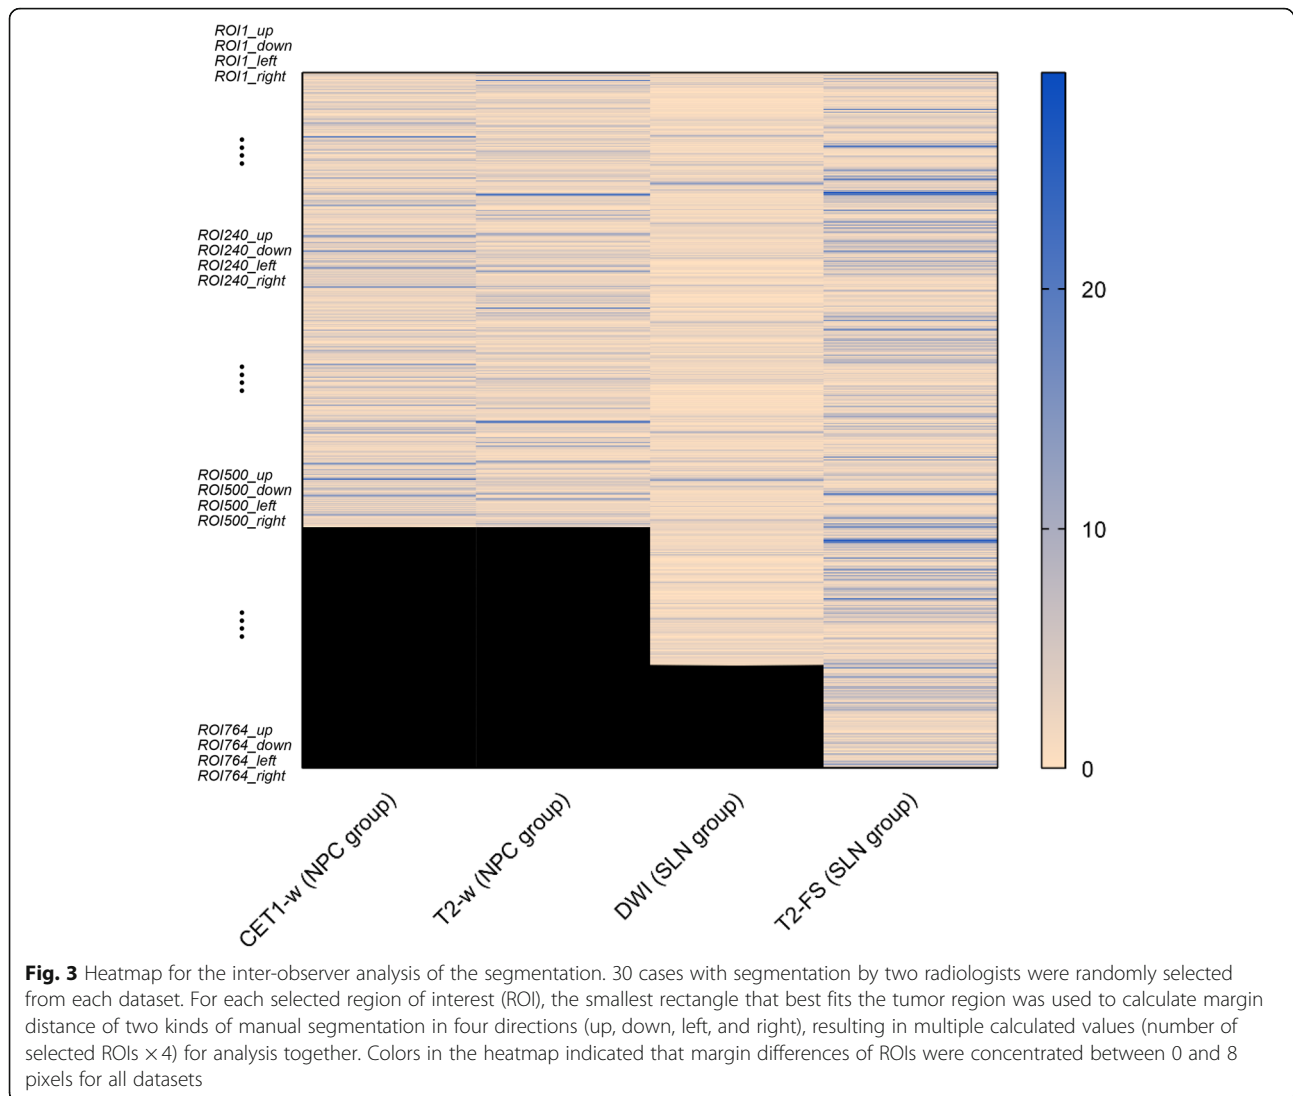 ROI1_up
ROI1_down
ROI1_left
ROI1_right
ROI240_up
ROI240_down
ROI240_left
ROI240_right
ROI500_up
ROI500_down
ROI500_left
ROI500_right
ROI764_up
ROI764_down
ROI764_left
ROI764_right
20
10
0
CET1-w (NPC group)
T2-w (NPC group)
DWI (SLN group)
T2-FS (SLN group)
Fig. 3 Heatmap for the inter-observer analysis of the segmentation. 30 cases with segmentation by two radiologists were randomly selected
from each dataset. For each selected region of interest (ROI), the smallest rectangle that best fits the tumor region was used to calculate margin
distance of two kinds of manual segmentation in four directions (up, down, left, and right), resulting in multiple calculated values (number of
selected ROIs × 4) for analysis together. Colors in the heatmap indicated that margin differences of ROIs were concentrated between 0 and 8
pixels for all datasets